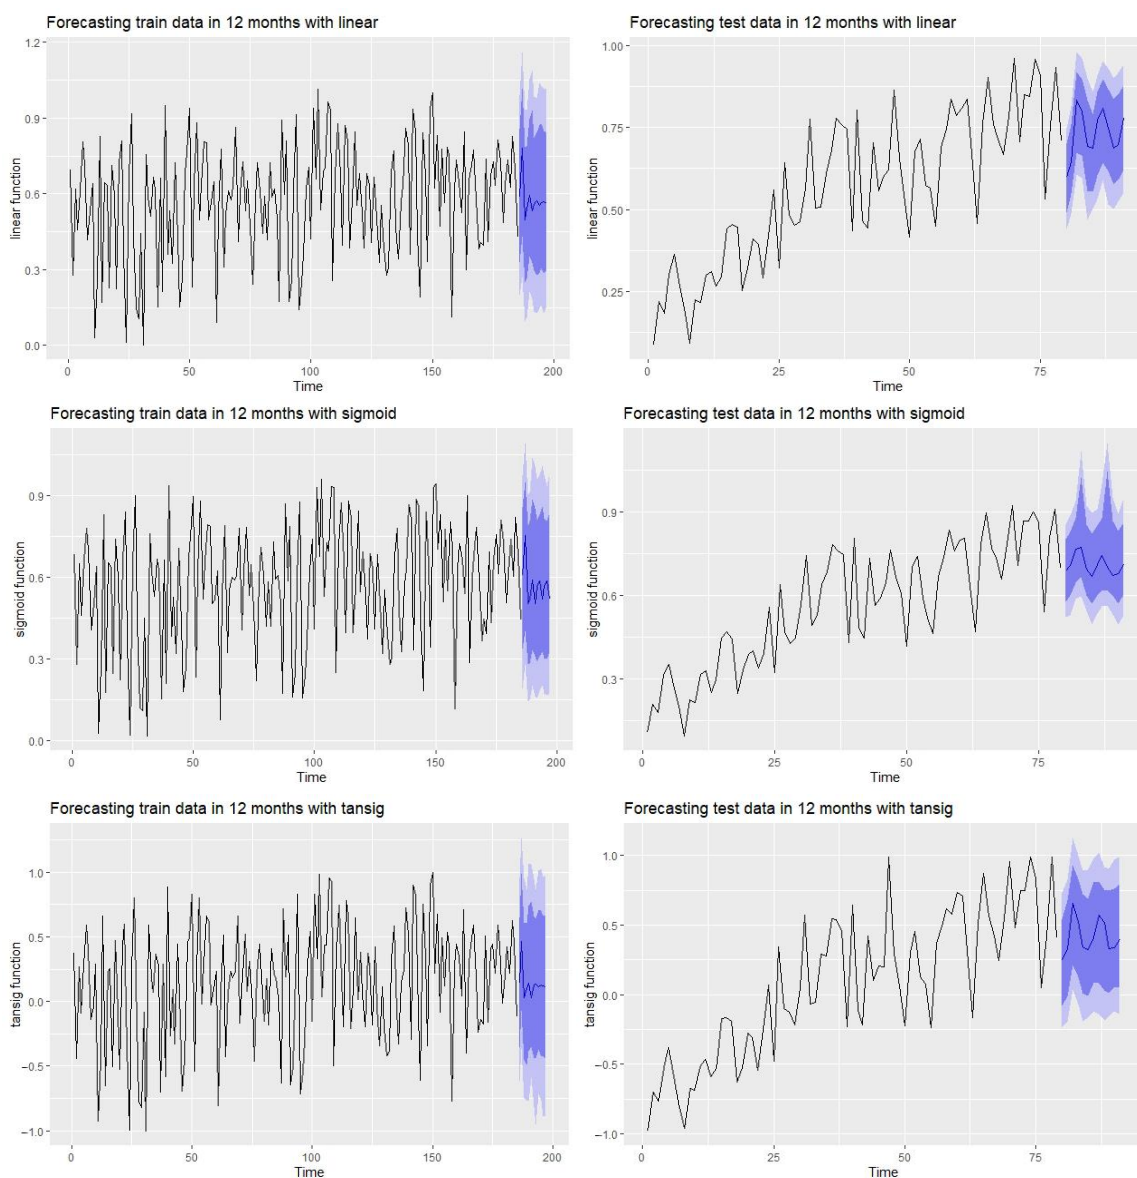 Forecasting train data in 12 months with linear
1.2
0.9
0.6
0.3
0.0
linear function
0
50
100
150
200
Time
Forecasting test data in 12 months with linear
1.00
0.75
0.50
0.25
linear function
0
25
50
75
Time
Forecasting train data in 12 months with sigmoid
0.9
0.6
0.3
0.0
sigmoid function
0
50
100
150
200
Time
Forecasting test data in 12 months with sigmoid
0.9
0.6
0.3
sigmoid function
0
25
50
75
Time
Forecasting train data in 12 months with tansig
1.0
0.5
0.0
−0.5
−1.0
tansig function
0
50
100
150
200
Time
Forecasting test data in 12 months with tansig
1.0
0.5
0.0
−0.5
−1.0
tansig function
0
25
50
75
Time